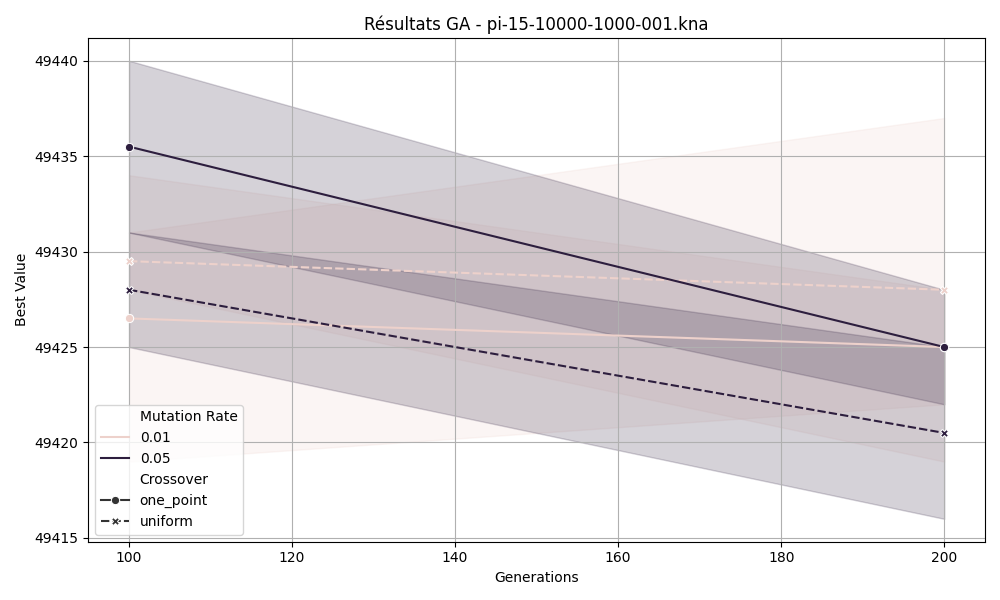 Résultats GA - pi-15-10000-1000-001.kna
49440
49435
49430
49425
49420
49415
Best Value
Mutation Rate
0.01
0.05
Crossover
one_point
uniform
100
120
140
160
180
200
Generations